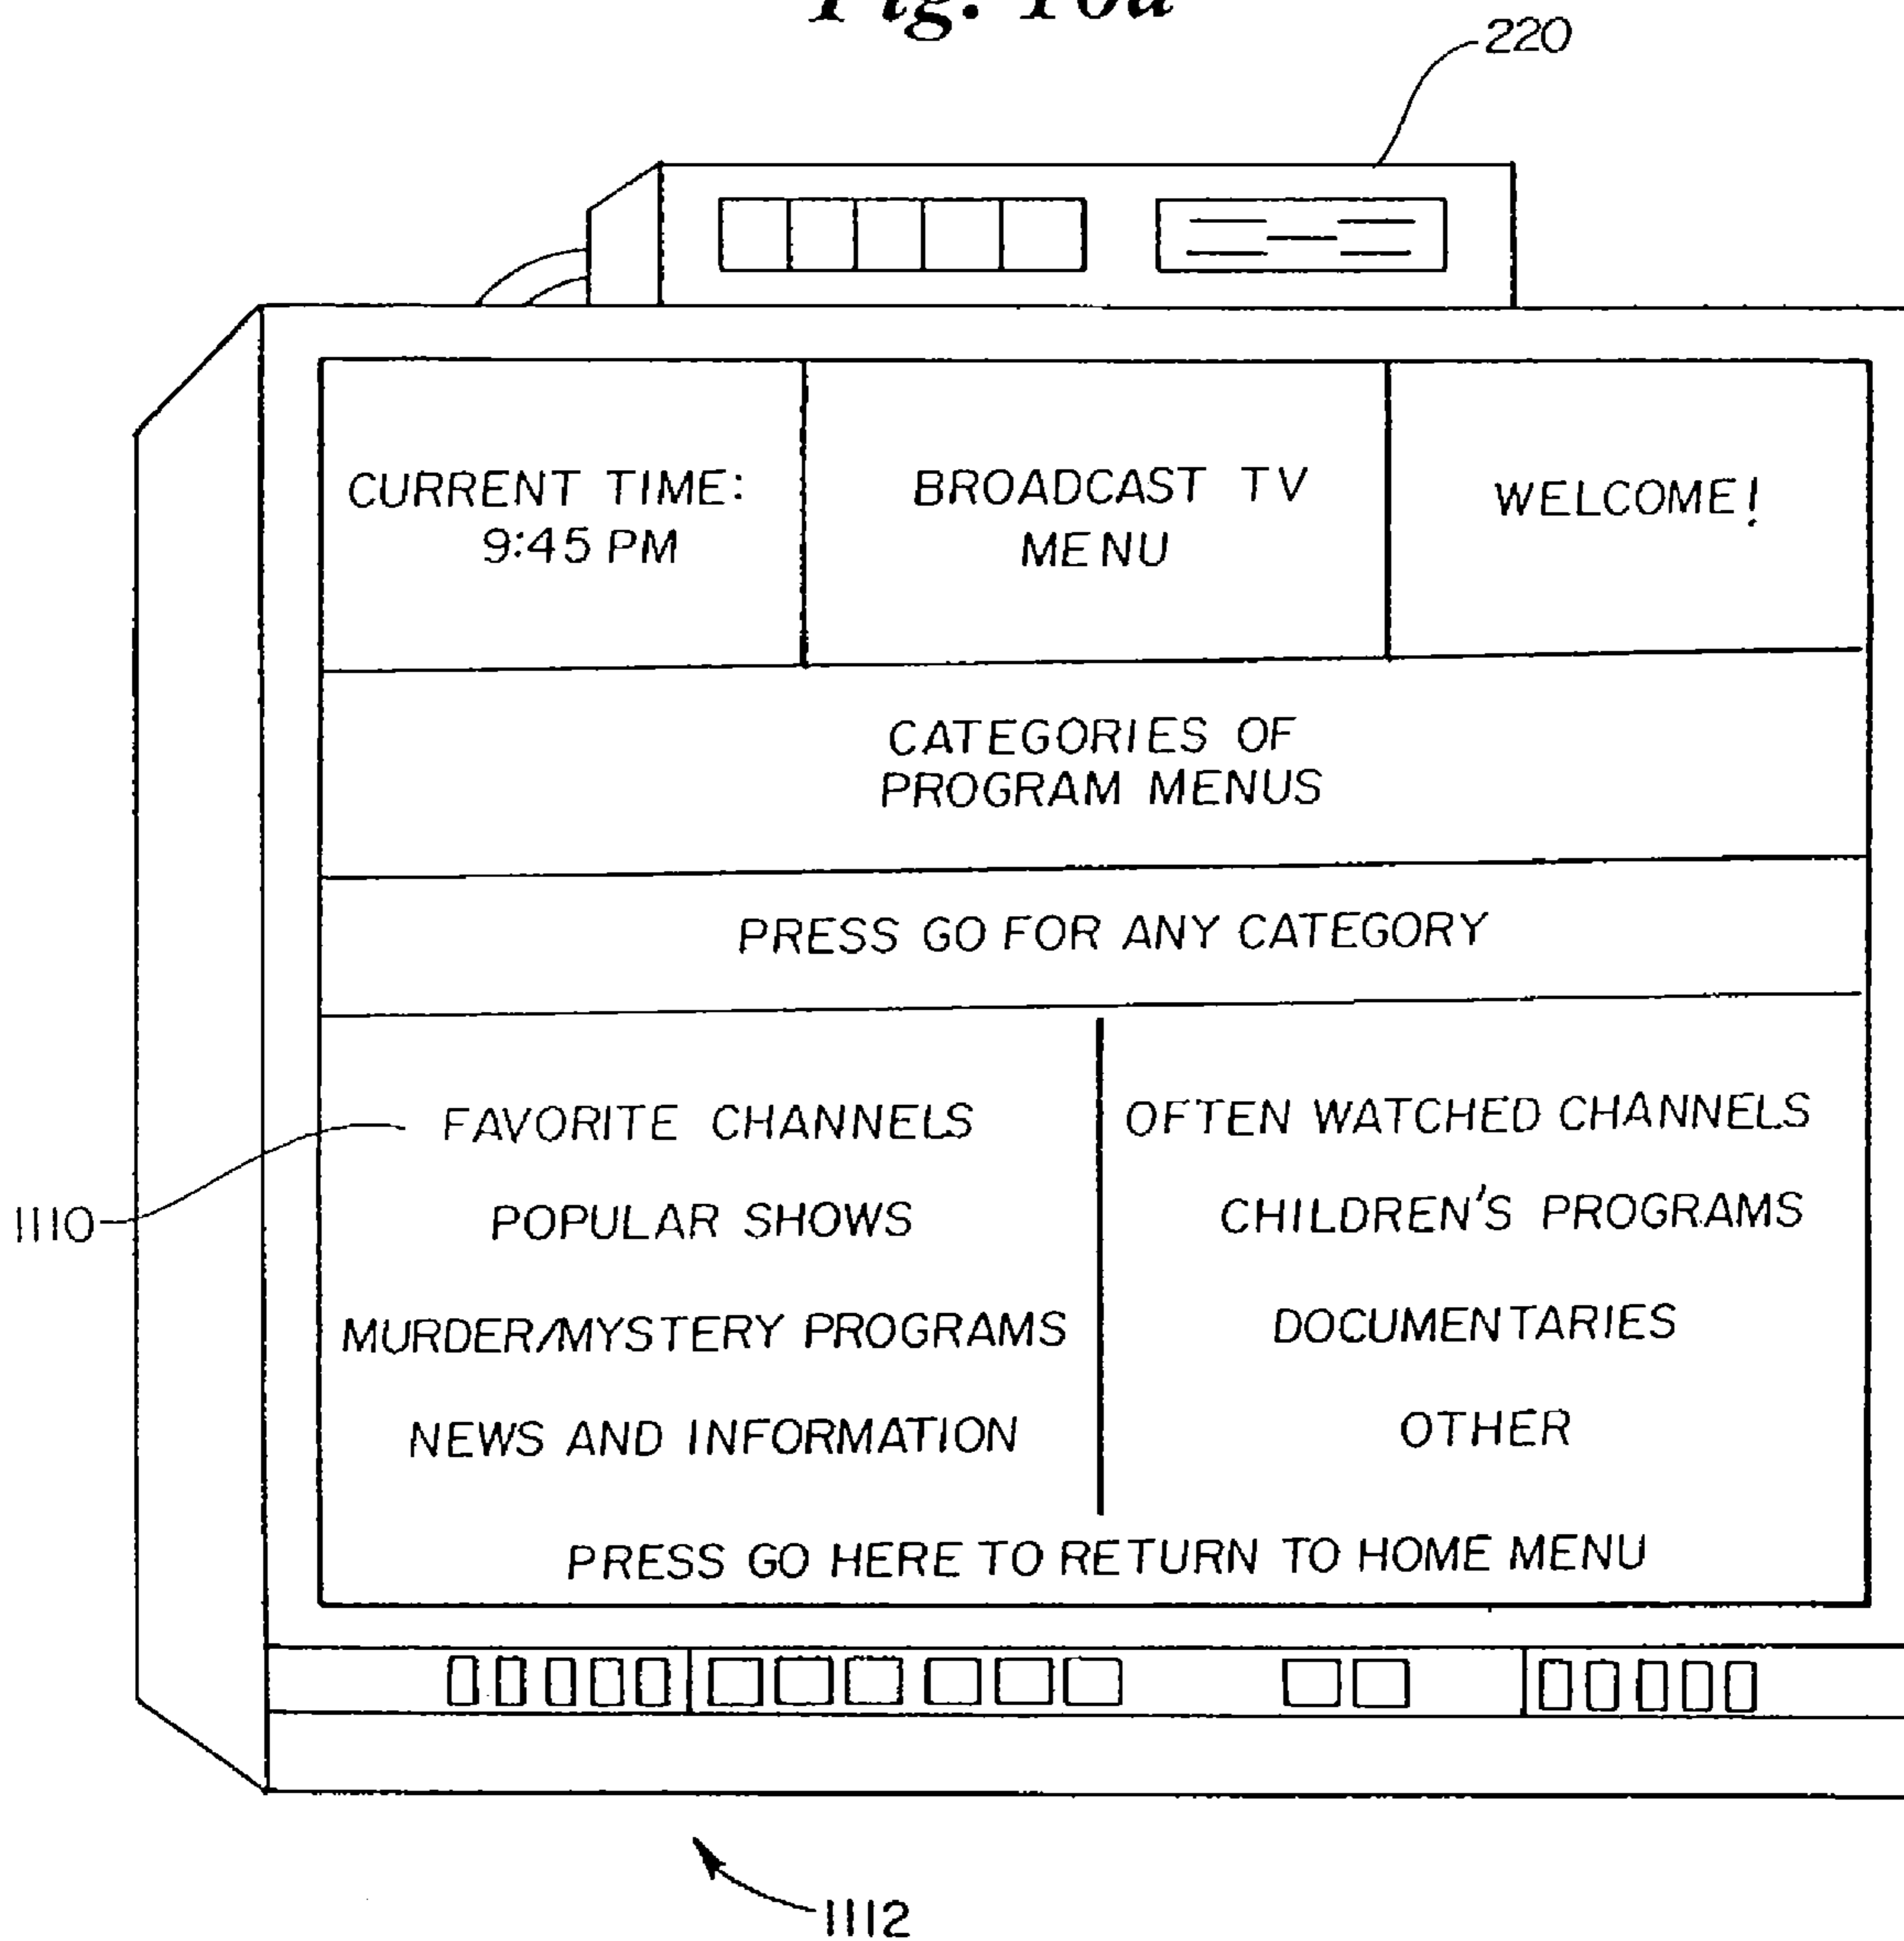 220
CURRENT TIME:
9:45 PM
BROADCAST TV
MENU
WELCOME!
CATEGORIES OF
PROGRAM MENUS
PRESS GO FOR ANY CATEGORY
FAVORITE CHANNELS
POPULAR SHOWS
MURDER/MYSTERY PROGRAMS
NEWS AND INFORMATION
OFTEN WATCHED CHANNELS
CHILDREN'S PROGRAMS
DOCUMENTARIES
OTHER
PRESS GO HERE TO RETURN TO HOME MENU
1110
1112